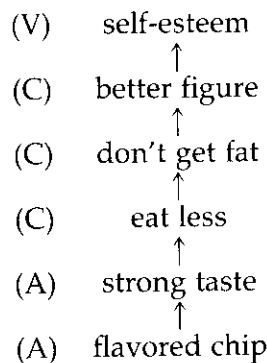 (V) self-esteem
(C) better figure
(C) don't get fat
(C) eat less
(A) strong taste
(A) flavored chip